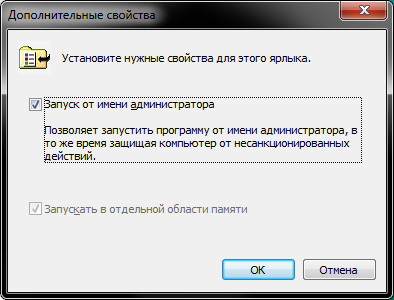 Дополнительные свойства
Установите нужные свойства для этого ярлыка.
Запуск от имени администратора
Позволяет запустить программу от имени администратора, в
то же время защищая компьютер от несанкционированных
действий.
Запускать в отдельной области памяти
OK
Отмена